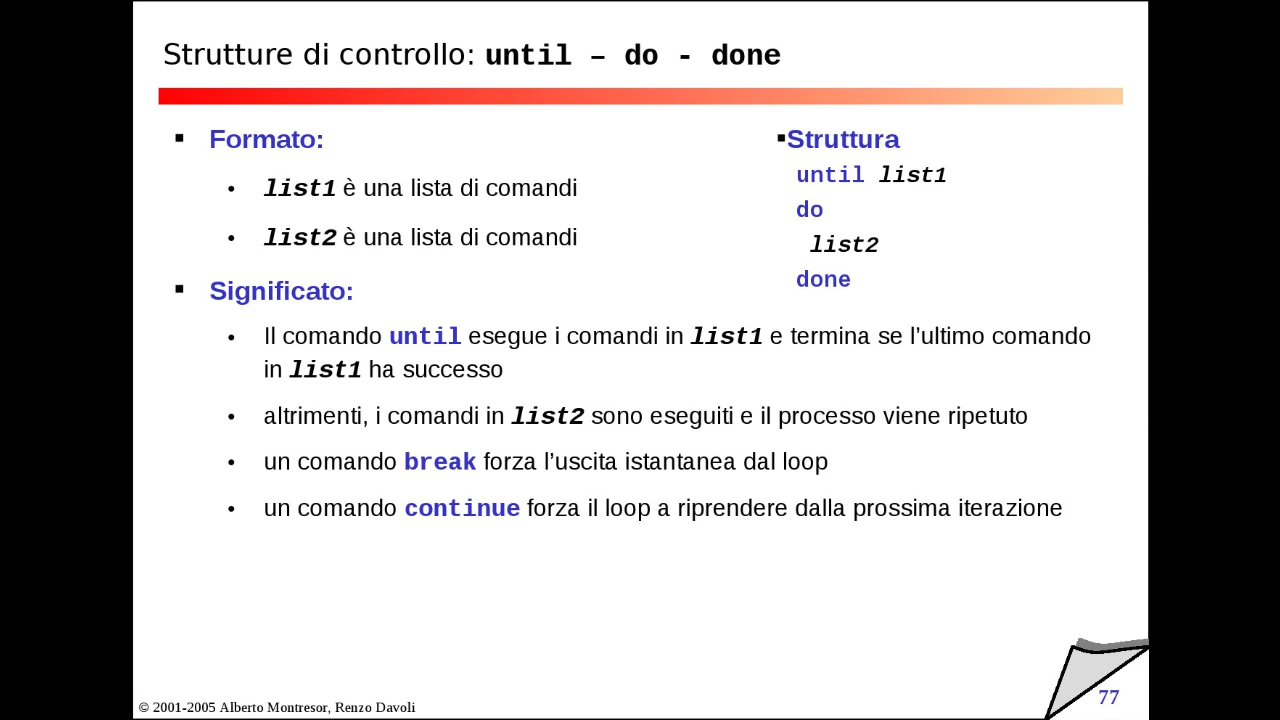 Strutture di controllo: until – do - done
▪ Formato:
• list1 è una lista di comandi
• list2 è una lista di comandi
▪Struttura
until list1
do
list2
done
▪ Significato:
• Il comando until esegue i comandi in list1 e termina se l’ultimo comando
in list1 ha successo
• altrimenti, i comandi in list2 sono eseguiti e il processo viene ripetuto
• un comando break forza l’uscita istantanea dal loop
• un comando continue forza il loop a riprendere dalla prossima iterazione
© 2001-2005 Alberto Montresor, Renzo Davoli
77